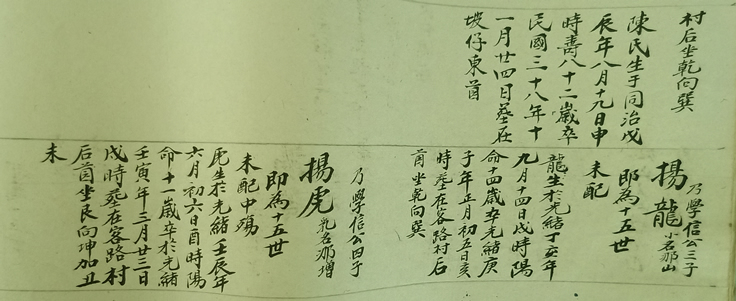 村后坐乾向巽
陳氏生于同治戊
辰年八月十九日申
時壽八十二歲卒
民國三十八年十
一月廿四日墓在
坡仔東首
乃學信公三子
揚龍 小名那山
即為十五世
未配
龍生於光緒丁亥年
九月十四日戌時陽
命十四歲卒光緒庚
子年正月初五日亥
時墓在客路村后
首坐乾向巽
乃學信公四子
揚虎 乳名那增
即為十五世
未配中殤
虎生於光緒壬辰年
六月初六日酉時陽
命十一歲卒於光緒
壬寅年三月廿二日
戌時葬在客路村
后首坐艮向坤加丑
未